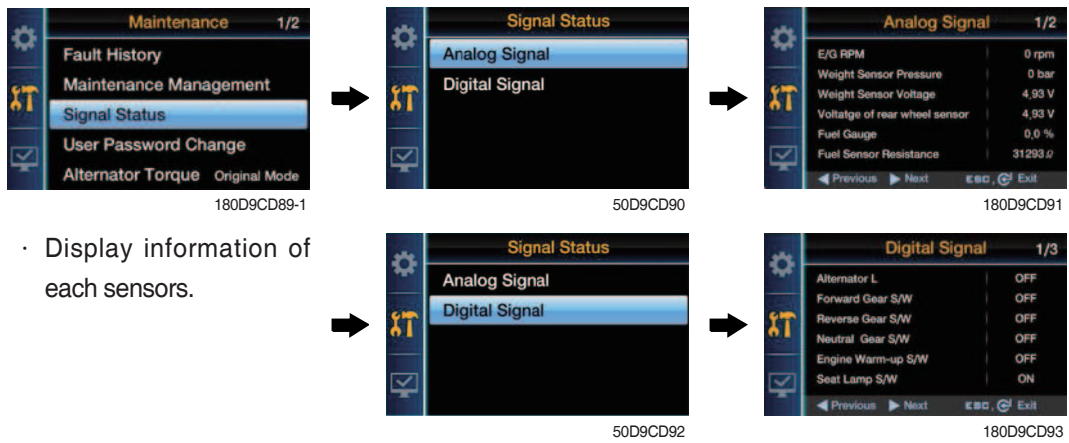 Maintenance 1/2
Fault History
Maintenance Management
Signal Status
User Password Change
Alternator Torque Original Mode
180D9CD89-1
Signal Status
Analog Signal
Digital Signal
50D9CD90
Analog Signal 1/2
E/G RPM 0 rpm
Weight Sensor Pressure 0 bar
Weight Sensor Voltage 4,93 V
Voltatge of rear wheel sensor 4,93 V
Fuel Gauge 0,0 %
Fuel Sensor Resistance 31293Ω
Previous Next ESC, Exit
180D9CD91
· Display information of
each sensors.
Signal Status
Analog Signal
Digital Signal
50D9CD92
Digital Signal 1/3
Alternator L OFF
Forward Gear S/W OFF
Reverse Gear S/W OFF
Neutral Gear S/W OFF
Engine Warm-up S/W OFF
Seat Lamp S/W ON
Previous Next ESC, Exit
180D9CD93